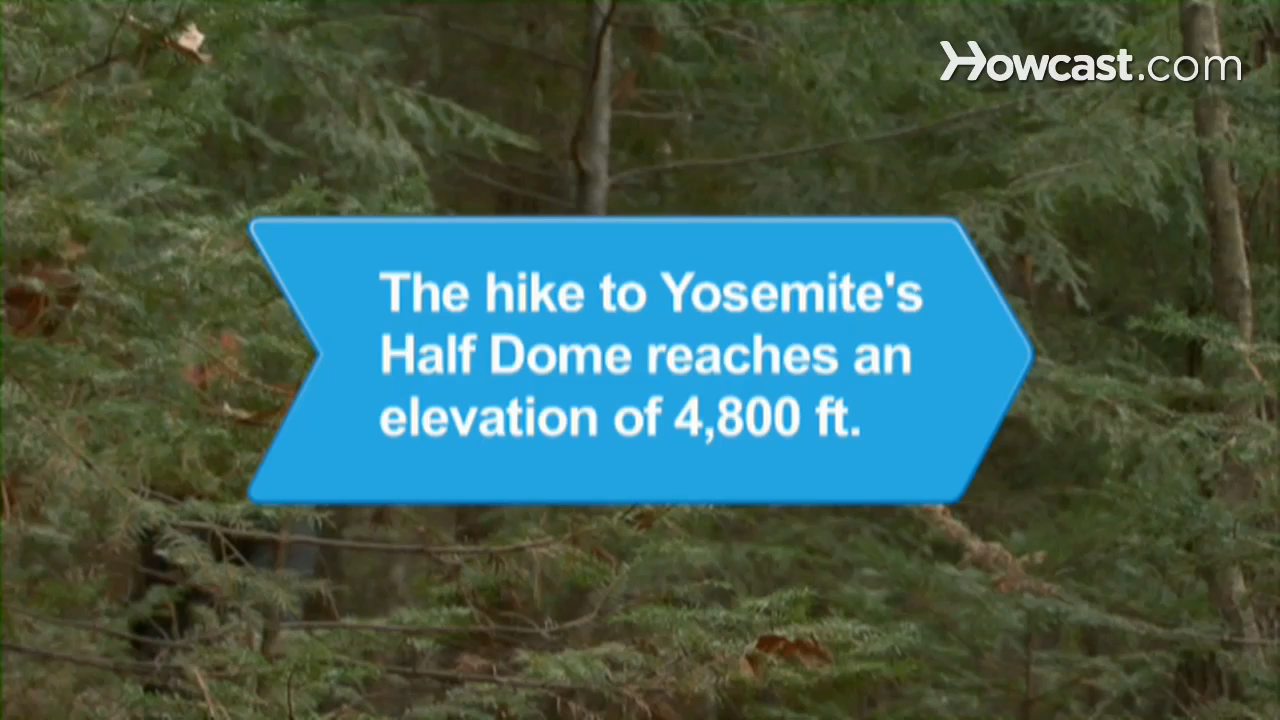 Howcast.com
The hike to Yosemite's
Half Dome reaches an
elevation of 4,800 ft.